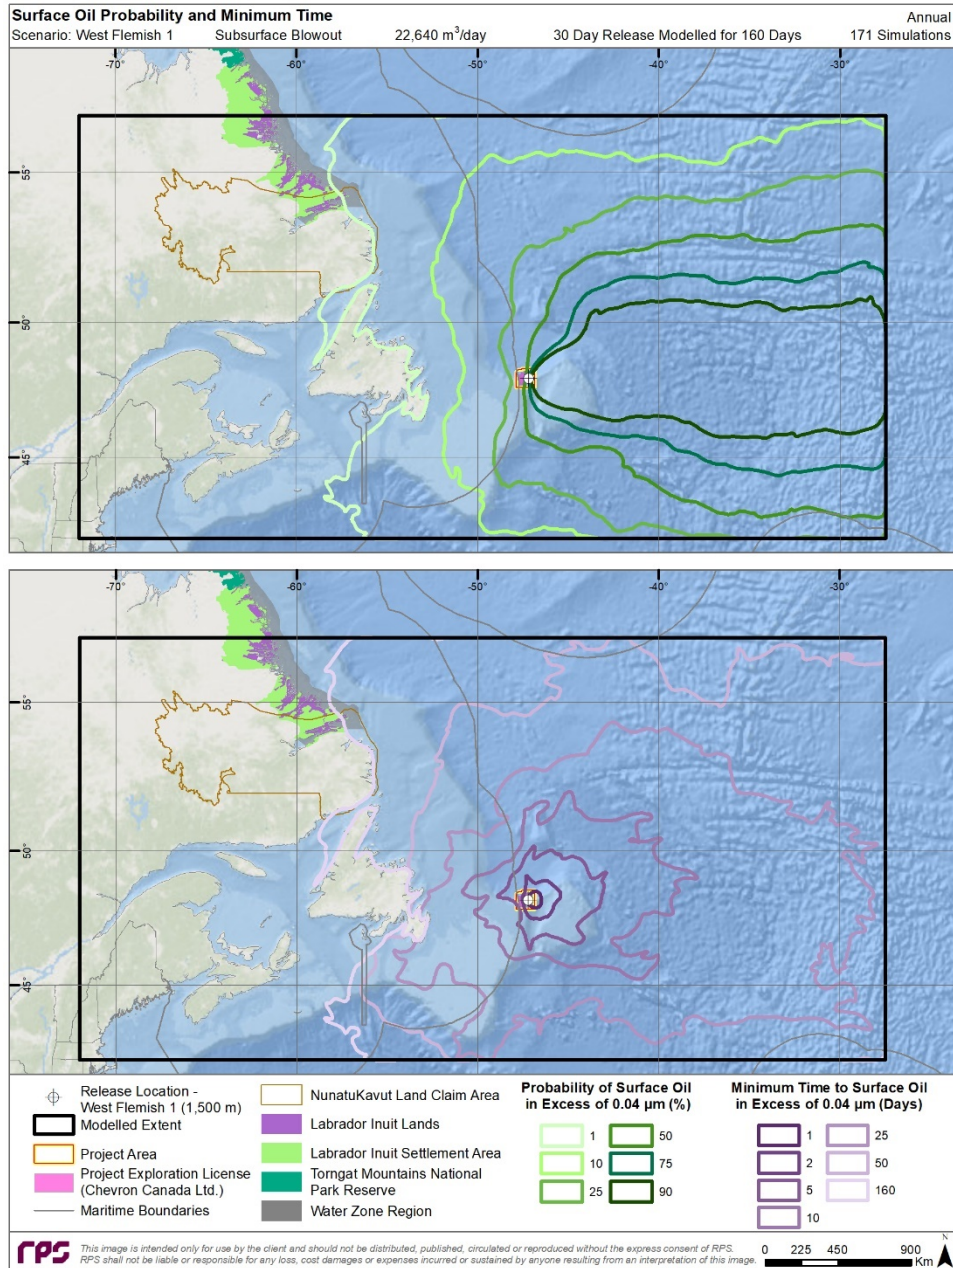 Surface Oil Probability and Minimum Time
Annual
Scenario: West Flemish 1 Subsurface Blowout 22,640 m³/day 30 Day Release Modelled for 160 Days 171 Simulations
-70° -60° -50° -40° -30°
55°
50°
45°
-70° -60° -50° -40° -30°
55°
50°
45°
Release Location -
West Flemish 1 (1,500 m)
Modelled Extent
Project Area
Project Exploration License
(Chevron Canada Ltd.)
Maritime Boundaries
NunatuKavut Land Claim Area
Labrador Inuit Lands
Labrador Inuit Settlement Area
Torngat Mountains National
Park Reserve
Water Zone Region
Probability of Surface Oil
in Excess of 0.04 µm (%)
1 50
10 75
25 90
Minimum Time to Surface Oil
in Excess of 0.04 µm (Days)
1 25
2 50
5 160
10
RPS
This image is intended only for use by the client and should not be distributed, published, circulated or reproduced without the express consent of RPS.
RPS shall not be liable or responsible for any loss, cost damages or expenses incurred or sustained by anyone resulting from an interpretation of this image.
0 225 450 900
Km
N